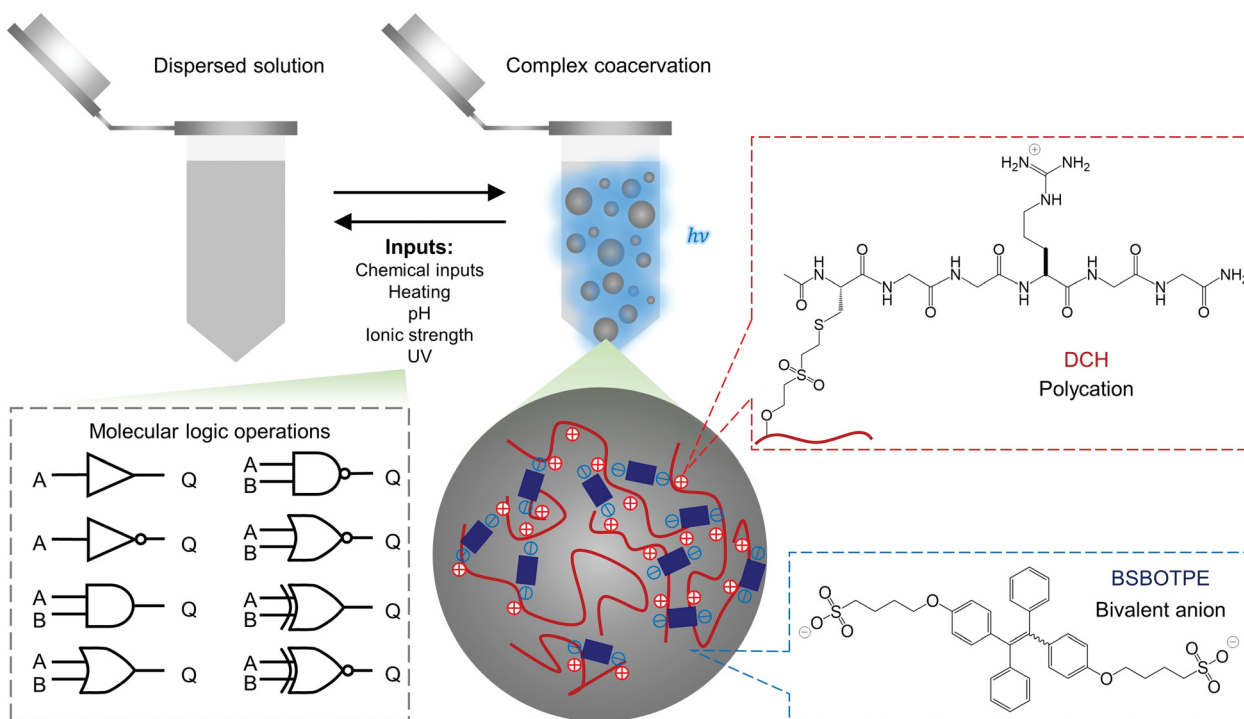 Dispersed solution
Complex coacervation
hν
Inputs:
Chemical inputs
Heating
pH
Ionic strength
UV
Molecular logic operations
A Q
A B Q
A Q
A B Q
A B Q
A B Q
A B Q
A B Q
H₂N NH₂
⊕
NH
H N O H N O H N O
O N H O N H O NH₂
S
S O O
O
DCH
Polycation
BSBOTPE
Bivalent anion
O S O O⊖
O
O
O S O O⊖